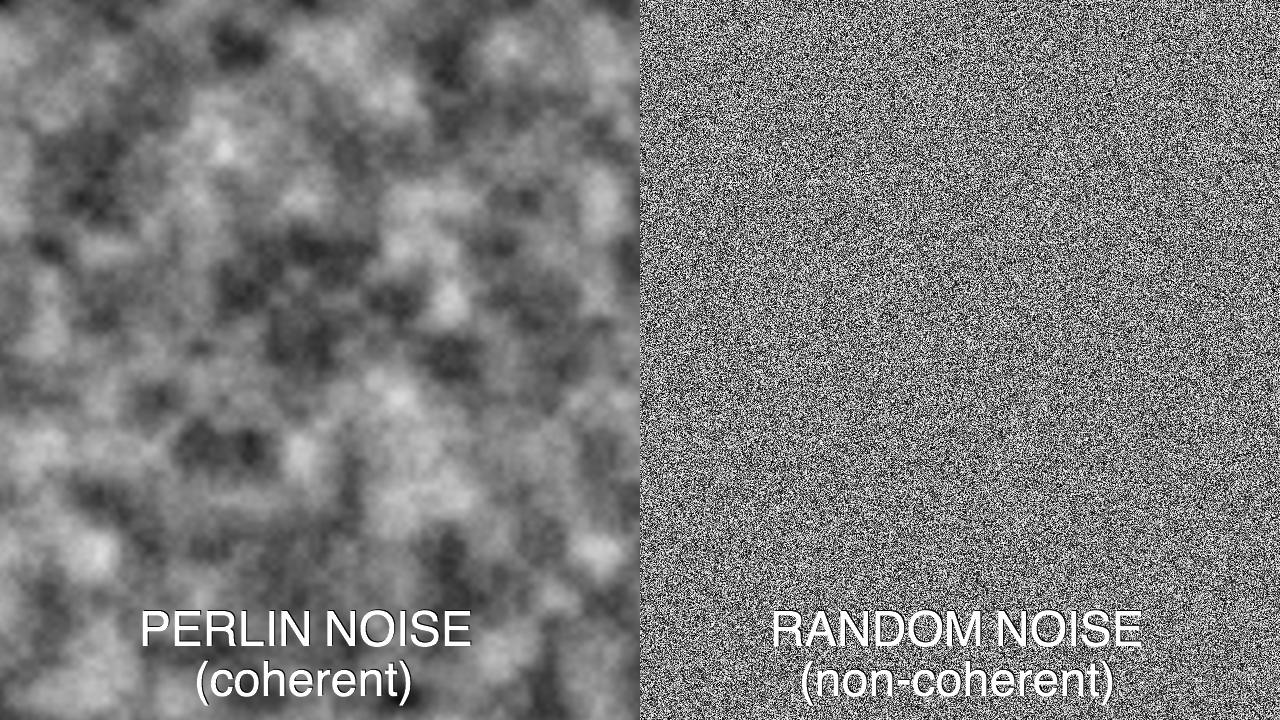 PERLIN NOISE
(coherent)
RANDOM NOISE
(non-coherent)